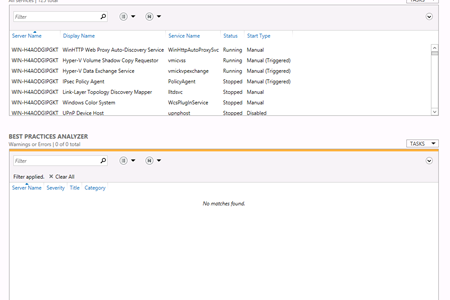 All services | 125 total
TASKS
Filter
Server Name Display Name Service Name Status Start Type
WIN-H4AODGIPGKT WinHTTP Web Proxy Auto-Discovery Service WinHttpAutoProxySvc Running Manual
WIN-H4AODGIPGKT Hyper-V Volume Shadow Copy Requestor vmicvss Running Manual (Triggered)
WIN-H4AODGIPGKT Hyper-V Data Exchange Service vmickvpexchange Running Manual (Triggered)
WIN-H4AODGIPGKT IPsec Policy Agent PolicyAgent Stopped Manual (Triggered)
WIN-H4AODGIPGKT Link-Layer Topology Discovery Mapper lltdsvc Stopped Manual
WIN-H4AODGIPGKT Windows Color System WcsPlugInService Stopped Manual
WIN-H4AODGIPGKT UPnP Device Host upnphost Stopped Disabled
BEST PRACTICES ANALYZER
Warnings or Errors | 0 of 0 total
TASKS
Filter
Filter applied. Clear All
Server Name Severity Title Category
No matches found.